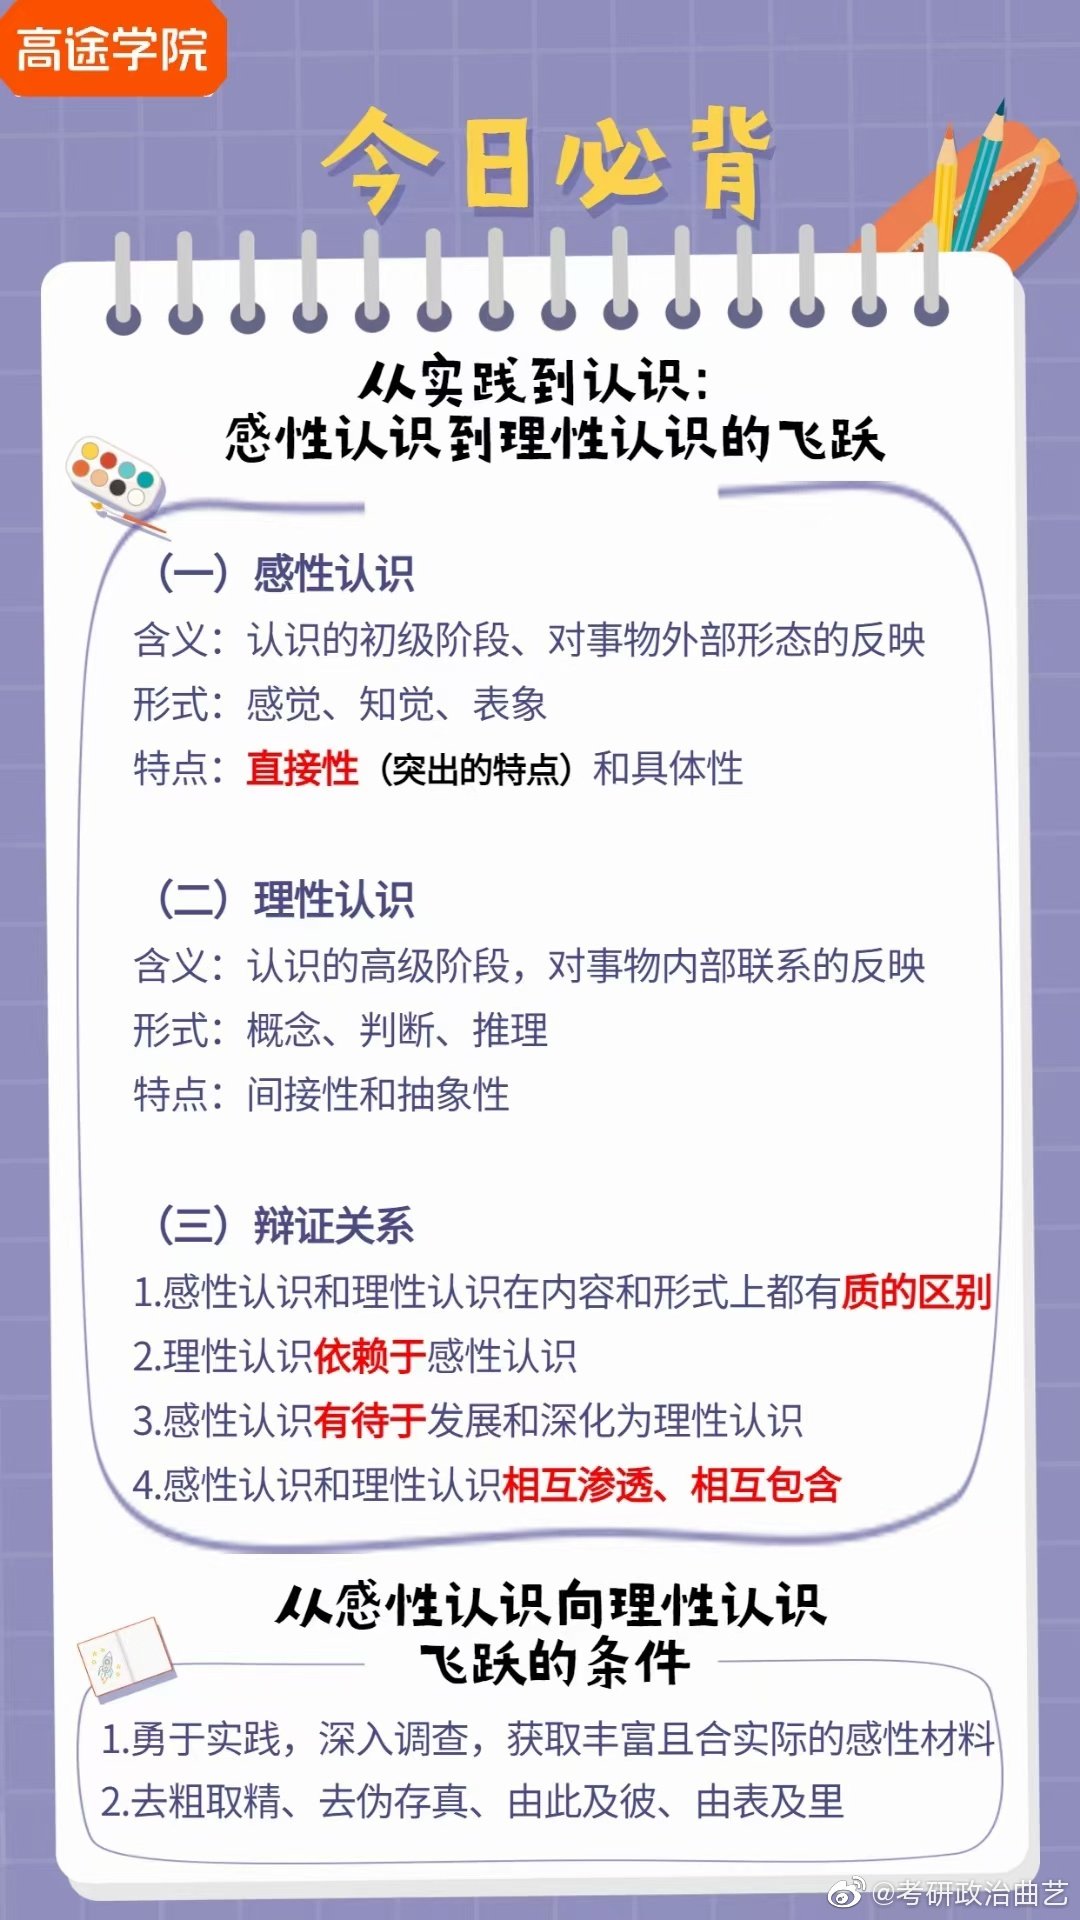 高途学院
今日必背
从实践到认识：
感性认识到理性认识的飞跃
（一）感性认识
含义：认识的初级阶段、对事物外部形态的反映
形式：感觉、知觉、表象
特点：直接性（突出的特点）和具体性
（二）理性认识
含义：认识的高级阶段，对事物内部联系的反映
形式：概念、判断、推理
特点：间接性和抽象性
（三）辩证关系
1.感性认识和理性认识在内容和形式上都有质的区别
2.理性认识依赖于感性认识
3.感性认识有待于发展和深化为理性认识
4.感性认识和理性认识相互渗透、相互包含
从感性认识向理性认识
飞跃的条件
1.勇于实践，深入调查，获取丰富且合实际的感性材料
2.去粗取精、去伪存真、由此及彼、由表及里
@考研政治曲艺